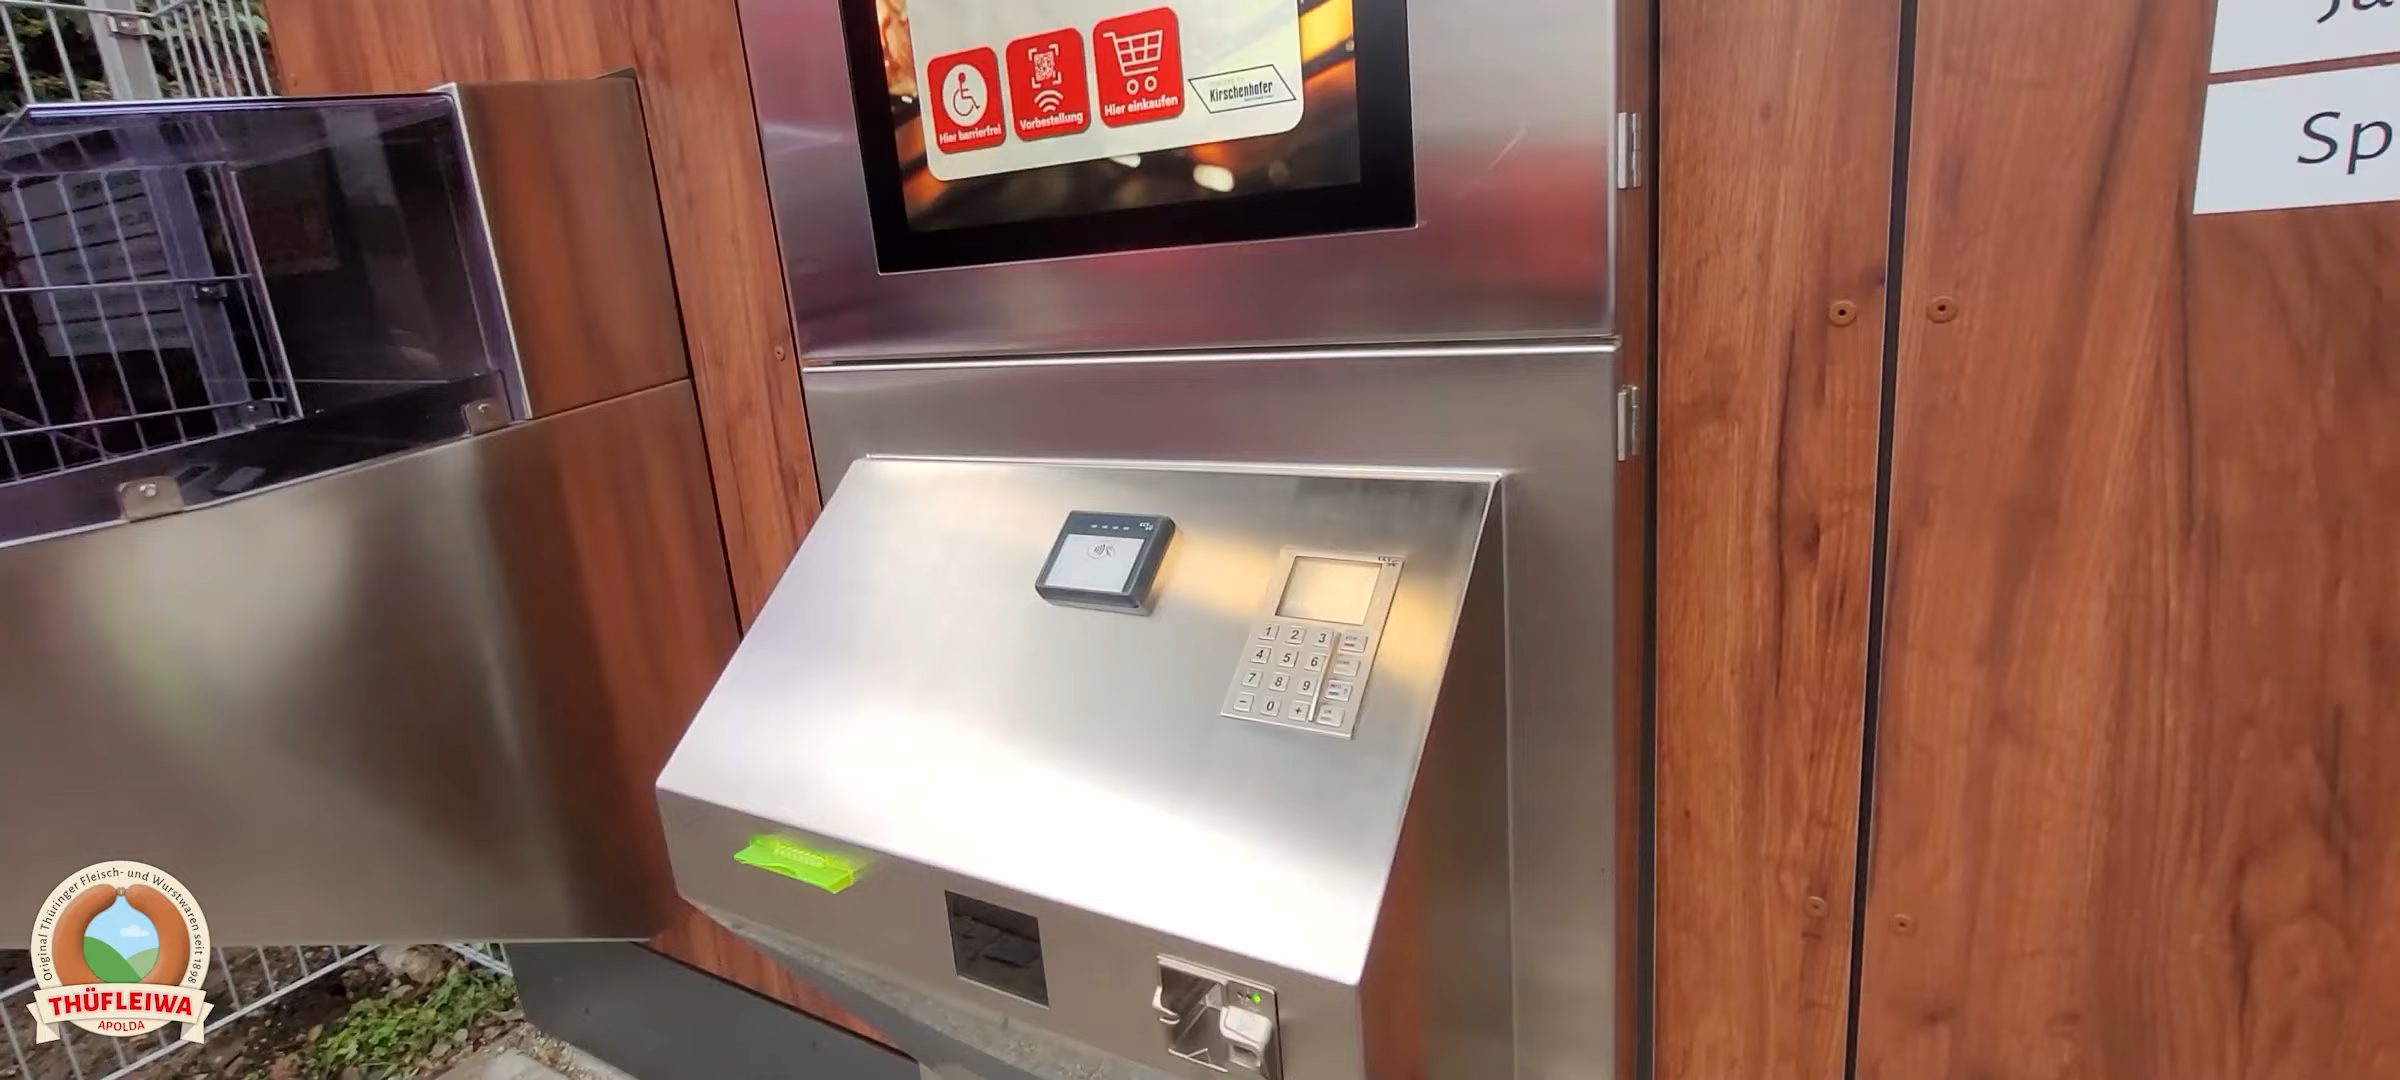 Hier barrierfrei
Vorbestellung
Hier einkaufen
Kirschenhofer
Sp
1 2 3
4 5 6
7 8 9
- 0 +
Original Thüringer Fleisch- und Wurstwaren seit 1898
THÜFLEIWA
APOLDA